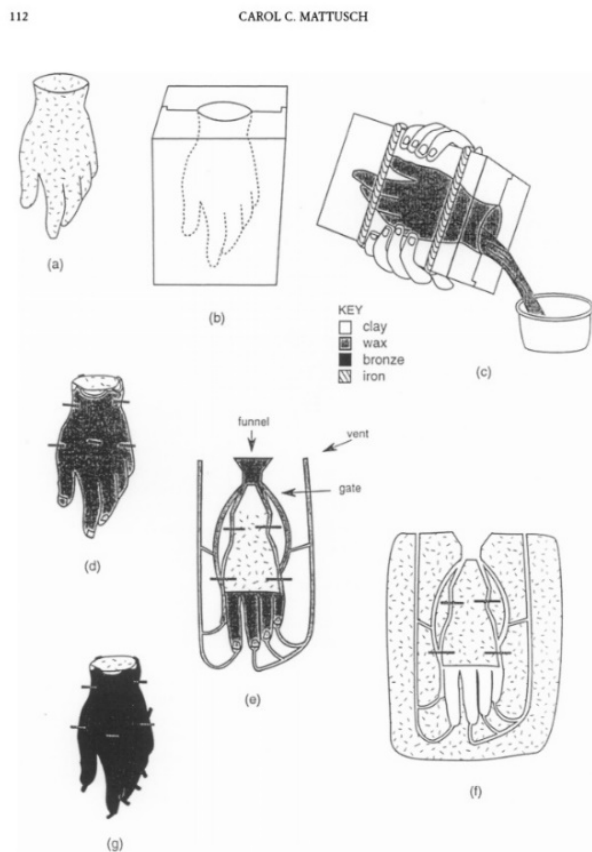 112 CAROL C. MATTUSCH
(a)
(b)
(c)
KEY
clay
wax
bronze
iron
(d)
funnel
vent
gate
(e)
(f)
(g)